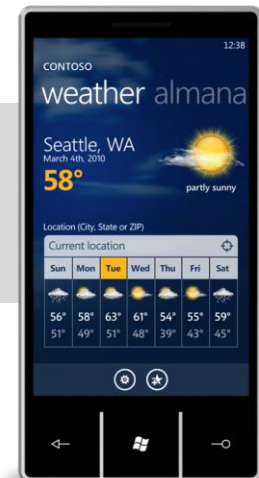 12:38
CONTOSO
weather almana
Seattle, WA
March 4th, 2010
58°
partly sunny
Location (City, State or ZIP)
Current location
Sun Mon Tue Wed Thu Fri Sat
56° 58° 63° 61° 54° 55° 59°
51° 49° 51° 48° 39° 43° 45°